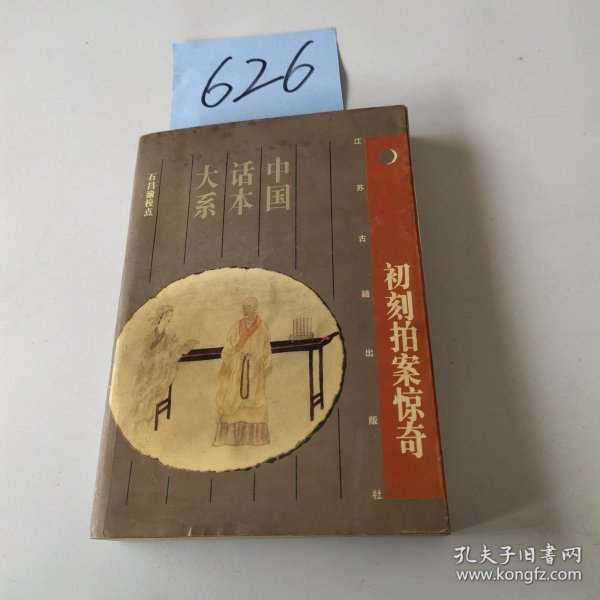 626
江苏古籍出版社
初刻拍案惊奇
中国
话本
大系
石昌渝校点
孔夫子旧书网
www.kongfz.com